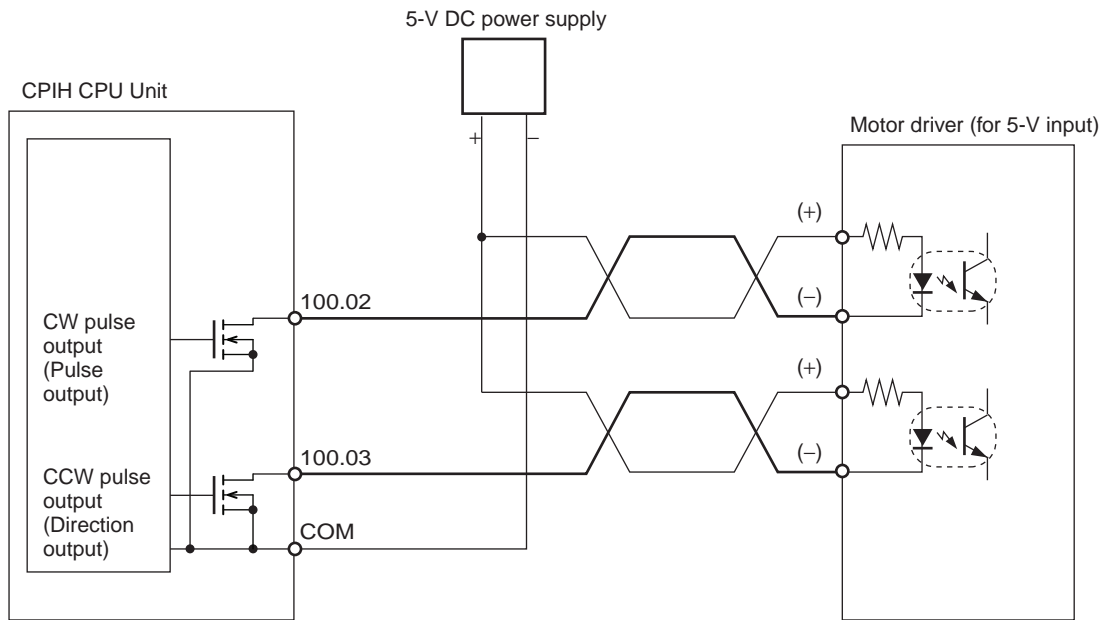 5-V DC power supply
CPIH CPU Unit
Motor driver (for 5-V input)
+
−
(+)
(−)
100.02
CW pulse
output
(Pulse
output)
(+)
(−)
100.03
CCW pulse
output
(Direction
output)
COM